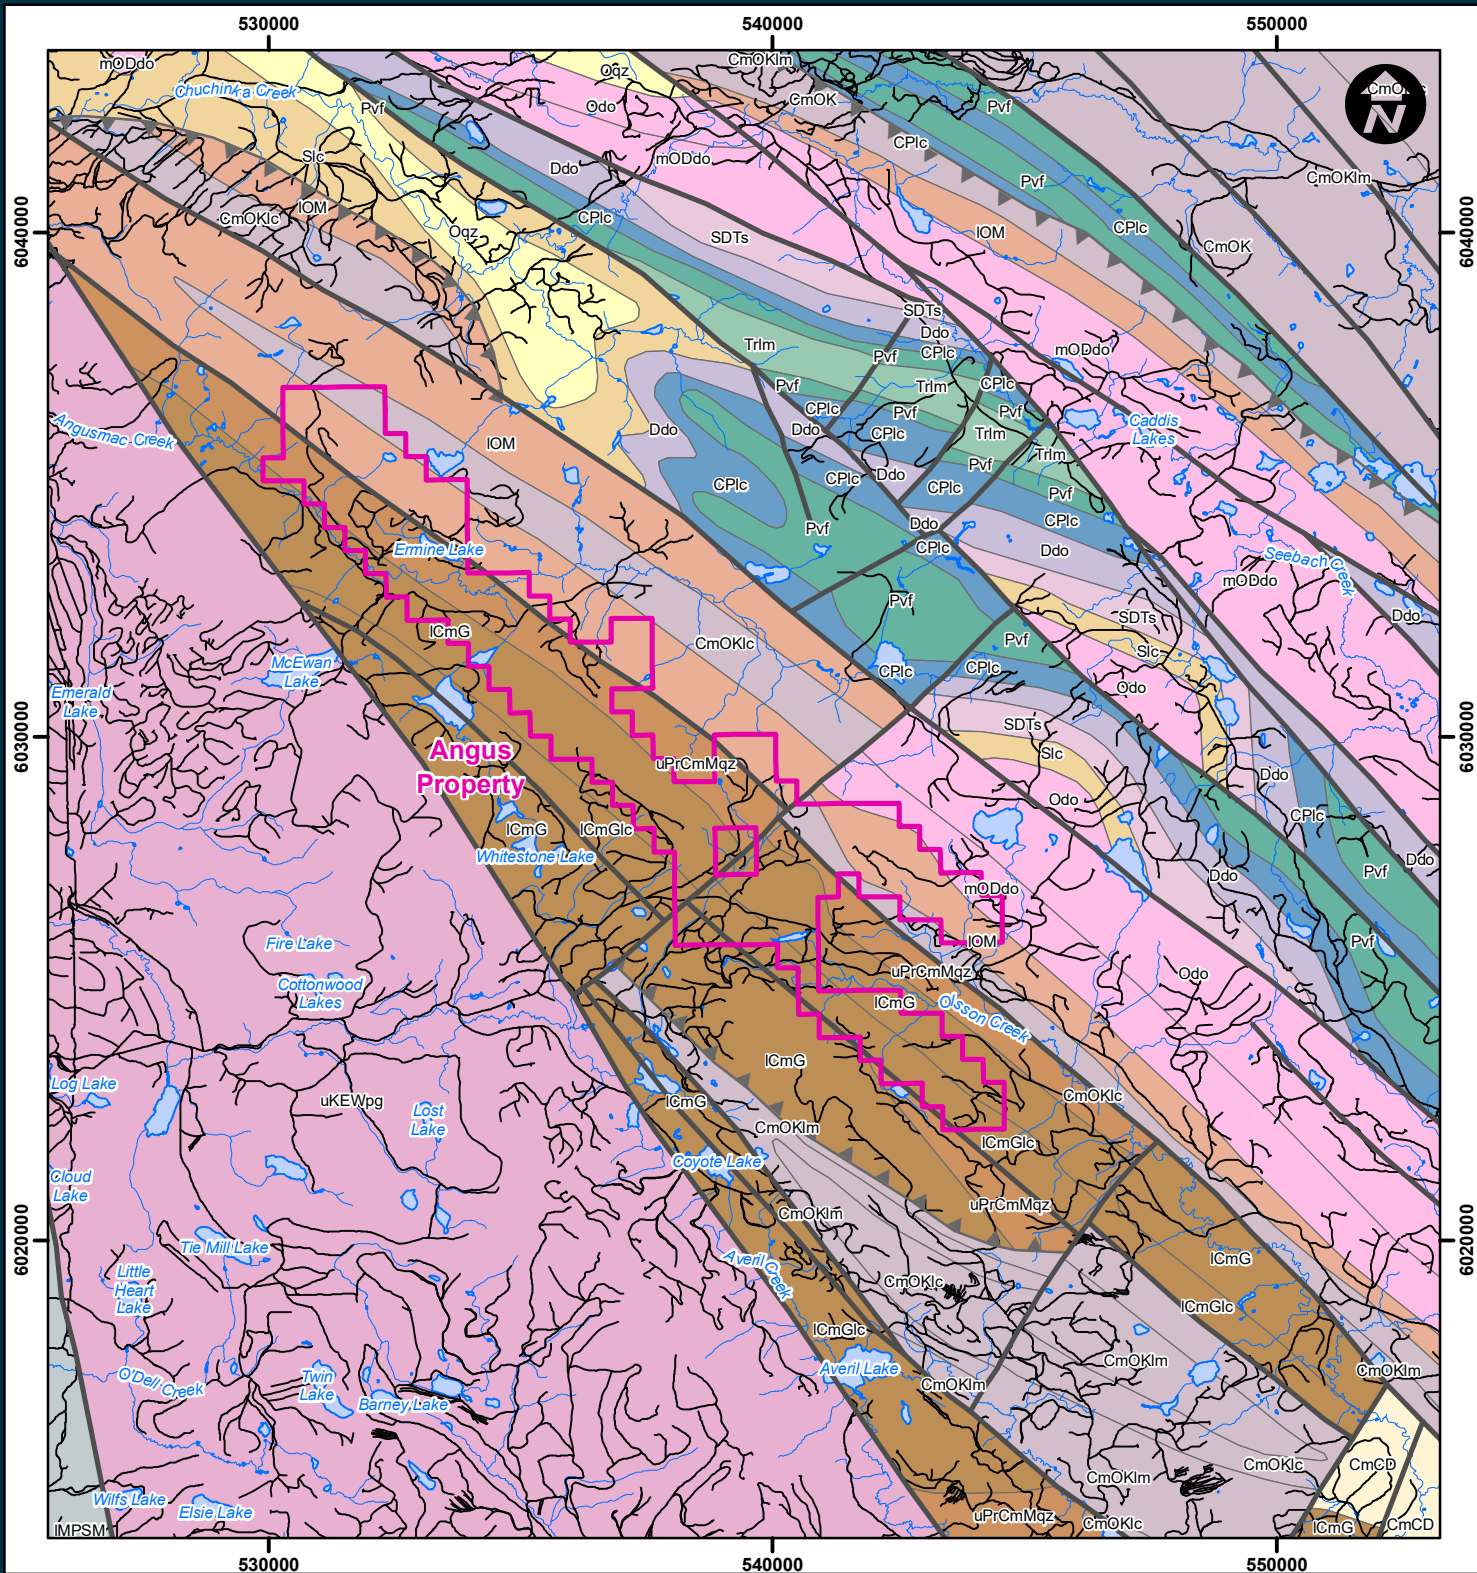 530000
540000
550000
mODdo
CmOKlm
Oqz
Chuchinka Creek
CmOK
Odo
Pvf
Pvf
N
CPlc
Slc
mODdo
Ddo
Pvf
CmOKlm
lOM
CmOKlc
CPlc
Oqz
SDTs
lOM
CPlc
CmOK
6040000
6040000
SDTs
Ddo
Trlm
CPlc
Pvf
mODdo
Pvf
Trlm
CPlc
CPlc
Pvf
Pvf
Angusmac Creek
Ddo
Ddo
CPlc
Trlm
Caddis
Lakes
lOM
Trlm
Pvf
Ddo
CPlc
CPlc
CPlc
Pvf
CPlc
Pvf
Ddo
Ermine Lake
CPlc
Ddo
Seebach Creek
mODdo
Pvf
Ddo
SDTs
lCmG
CmOKlc
Pvf
Slc
McEwan
Lake
CPlc
CPlc
Odo
Emerald
Lake
SDTs
6030000
6030000
Angus
Property
uPrCmMqz
Slc
Ddo
Odo
CPlc
lCmG
lCmGlc
Whitestone Lake
Ddo
Pvf
Ddo
mODdo
Fire Lake
lOM
Pvf
uPrCmMqz
Odo
Cottonwood
Lakes
lCmG
Olsson Creek
lCmG
Log Lake
uKEWpg
Lost
Lake
lCmG
CmOKlc
CmOKlm
lCmGlc
Coyote Lake
Cloud
Lake
uPrCmMqz
CmOKlm
6020000
6020000
Tie Mill Lake
Averil Creek
lCmG
Little
Heart
Lake
CmOKlc
lCmGlc
lCmGlc
CmOKlm
CmOKlm
O'Dell Creek
Twin
Lake
Averil Lake
CmOKlm
Barney Lake
CmOKlm
CmOKlc
CmCD
Wilfs Lake
Elsie Lake
uPrCmMqz
CmOKlc
lCmG
CmCD
lMPSM
530000
540000
550000